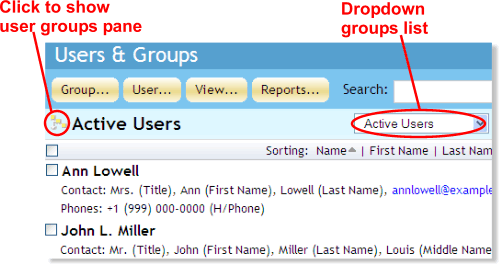 Click to show
user groups pane
Dropdown
groups list
Users & Groups
Group... User... View... Reports... Search:
Active Users Active Users
Sorting: Name | First Name | Last Nam
Ann Lowell
Contact: Mrs. (Title), Ann (First Name), Lowell (Last Name), annlowell@example
Phones: +1 (999) 000-0000 (H/Phone)
John L. Miller
Contact: Mr. (Title), John (First Name), Miller (Last Name), Louis (Middle Name